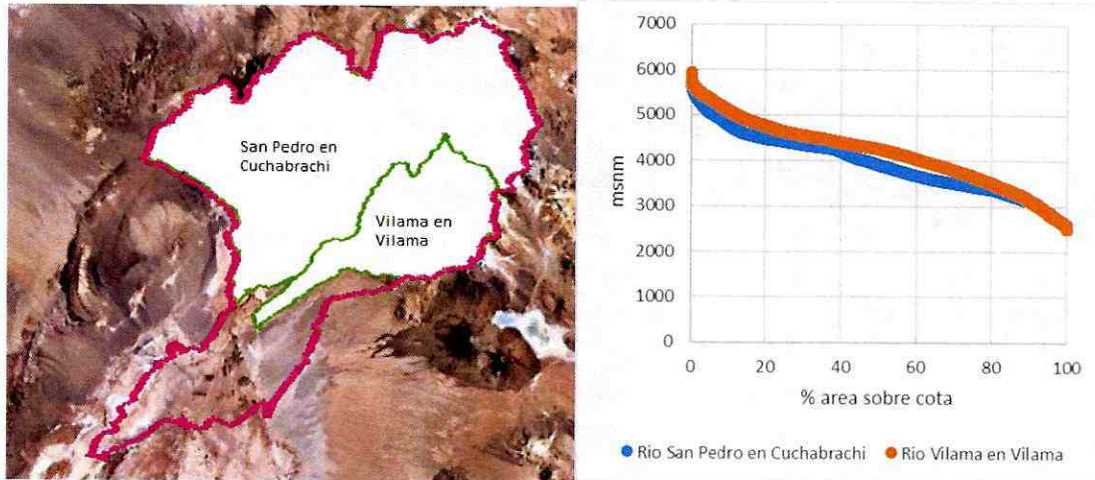 San Pedro en
Cuchabrachi
Vilama en
Vilama
7000
6000
5000
4000
3000
2000
1000
0
msnm
0 20 40 60 80 100
% area sobre cota
Rio San Pedro en Cuchabrachi Rio Vilama en Vilama